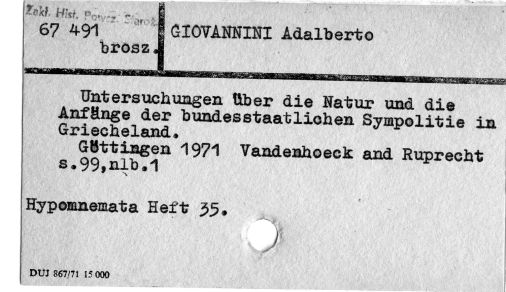 Zakł. Hist. Powsz. Staroż.
67 491
brosz.
GIOVANNINI Adalberto
Untersuchungen über die Natur und die
Anfänge der bundesstaatlichen Sympolitie in
Griecheland.
Göttingen 1971 Vandenhoeck and Ruprecht
s.99,nlb.1
Hypomnemata Heft 35.
DUJ 867/71 15 000